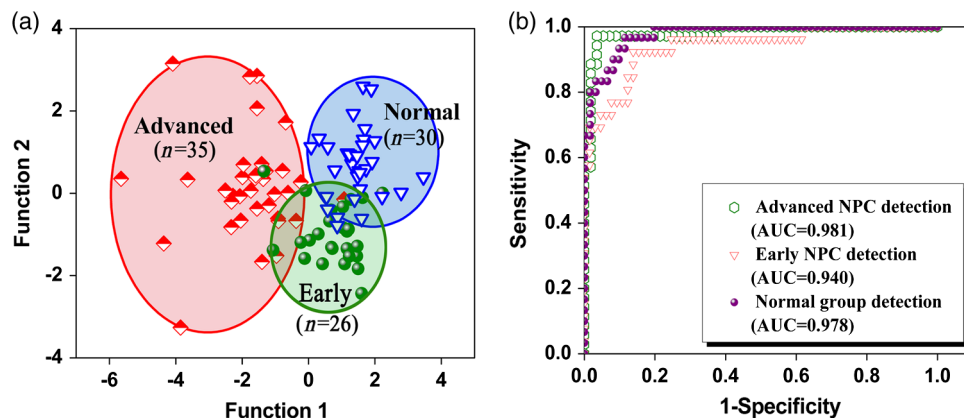 (a)
4
2
0
-2
-4
Function 2
-6
-4
-2
0
2
4
Function 1
Advanced
(n=35)
Normal
(n=30)
Early
(n=26)
(b)
1.0
0.8
0.6
0.4
0.2
0.0
Sensitivity
0.0
0.2
0.4
0.6
0.8
1.0
1-Specificity
Advanced NPC detection
(AUC=0.981)
Early NPC detection
(AUC=0.940)
Normal group detection
(AUC=0.978)